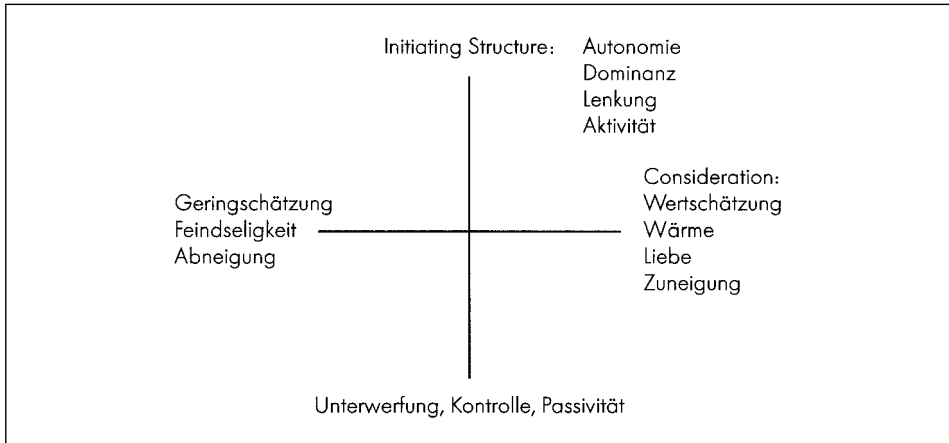 Initiating Structure: Autonomie
Dominanz
Lenkung
Aktivität
Geringschätzung
Feindseligkeit
Abneigung
Consideration:
Wertschätzung
Wärme
Liebe
Zuneigung
Unterwerfung, Kontrolle, Passivität